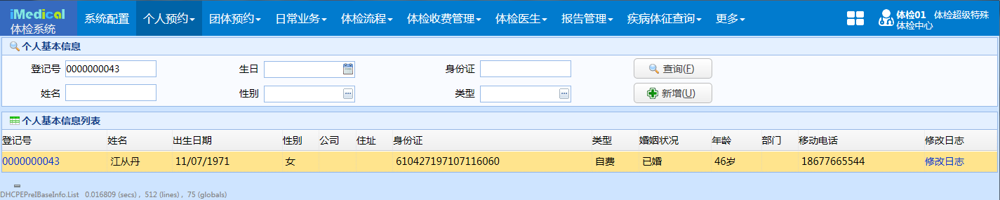 iMedical
体检系统
系统配置 个人预约 团体预约 日常业务 体检流程 体检收费管理 体检医生 报告管理 疾病体征查询 更多
体检01 体检超级特殊
体检中心
个人基本信息
登记号 0000000043 生日 身份证 查询(F)
姓名 性别 类型 新增(U)
个人基本信息列表
登记号 姓名 出生日期 性别 公司 住址 身份证 类型 婚姻状况 年龄 部门 移动电话 修改日志
0000000043 江从丹 11/07/1971 女 610427197107116060 自费 已婚 46岁 18677665544 修改日志
DHCPEPreIBaseInfo.List 0.016809 (secs) , 512 (lines) , 75 (globals)